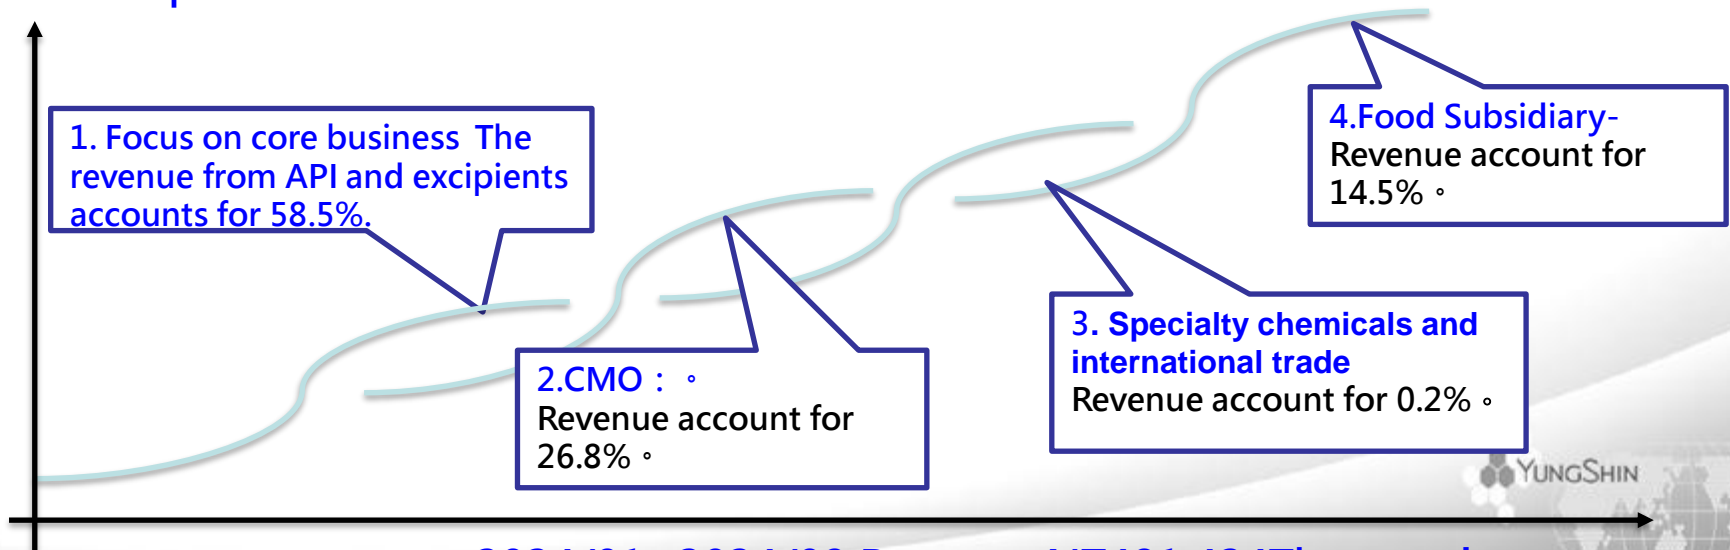 1. Focus on core business  The
revenue from API and excipients
accounts for 58.5%.
2.CMO：。
Revenue account for
26.8%。
3. Specialty chemicals and
international trade
Revenue account for 0.2%。
4.Food Subsidiary-
Revenue account for
14.5%。
YUNGSHIN